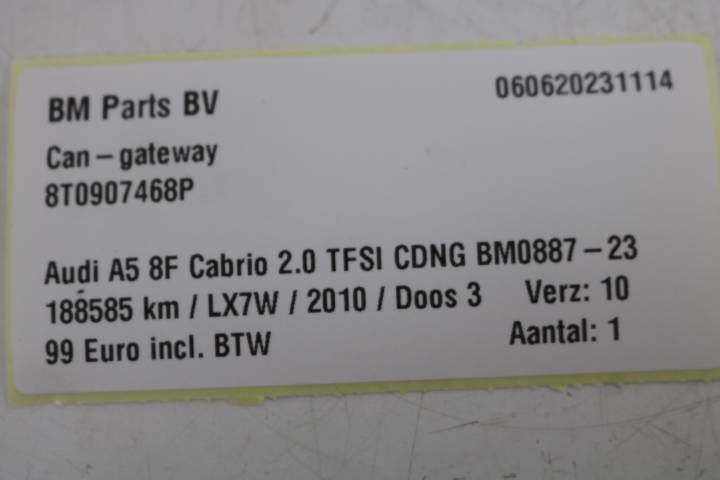 BM Parts BV 060620231114
Can-gateway
8T0907468P
Audi A5 8F Cabrio 2.0 TFSI CDNG BM0887-23
188585 km / LX7W / 2010 / Doos 3 Verz: 10
99 Euro incl. BTW Aantal: 1